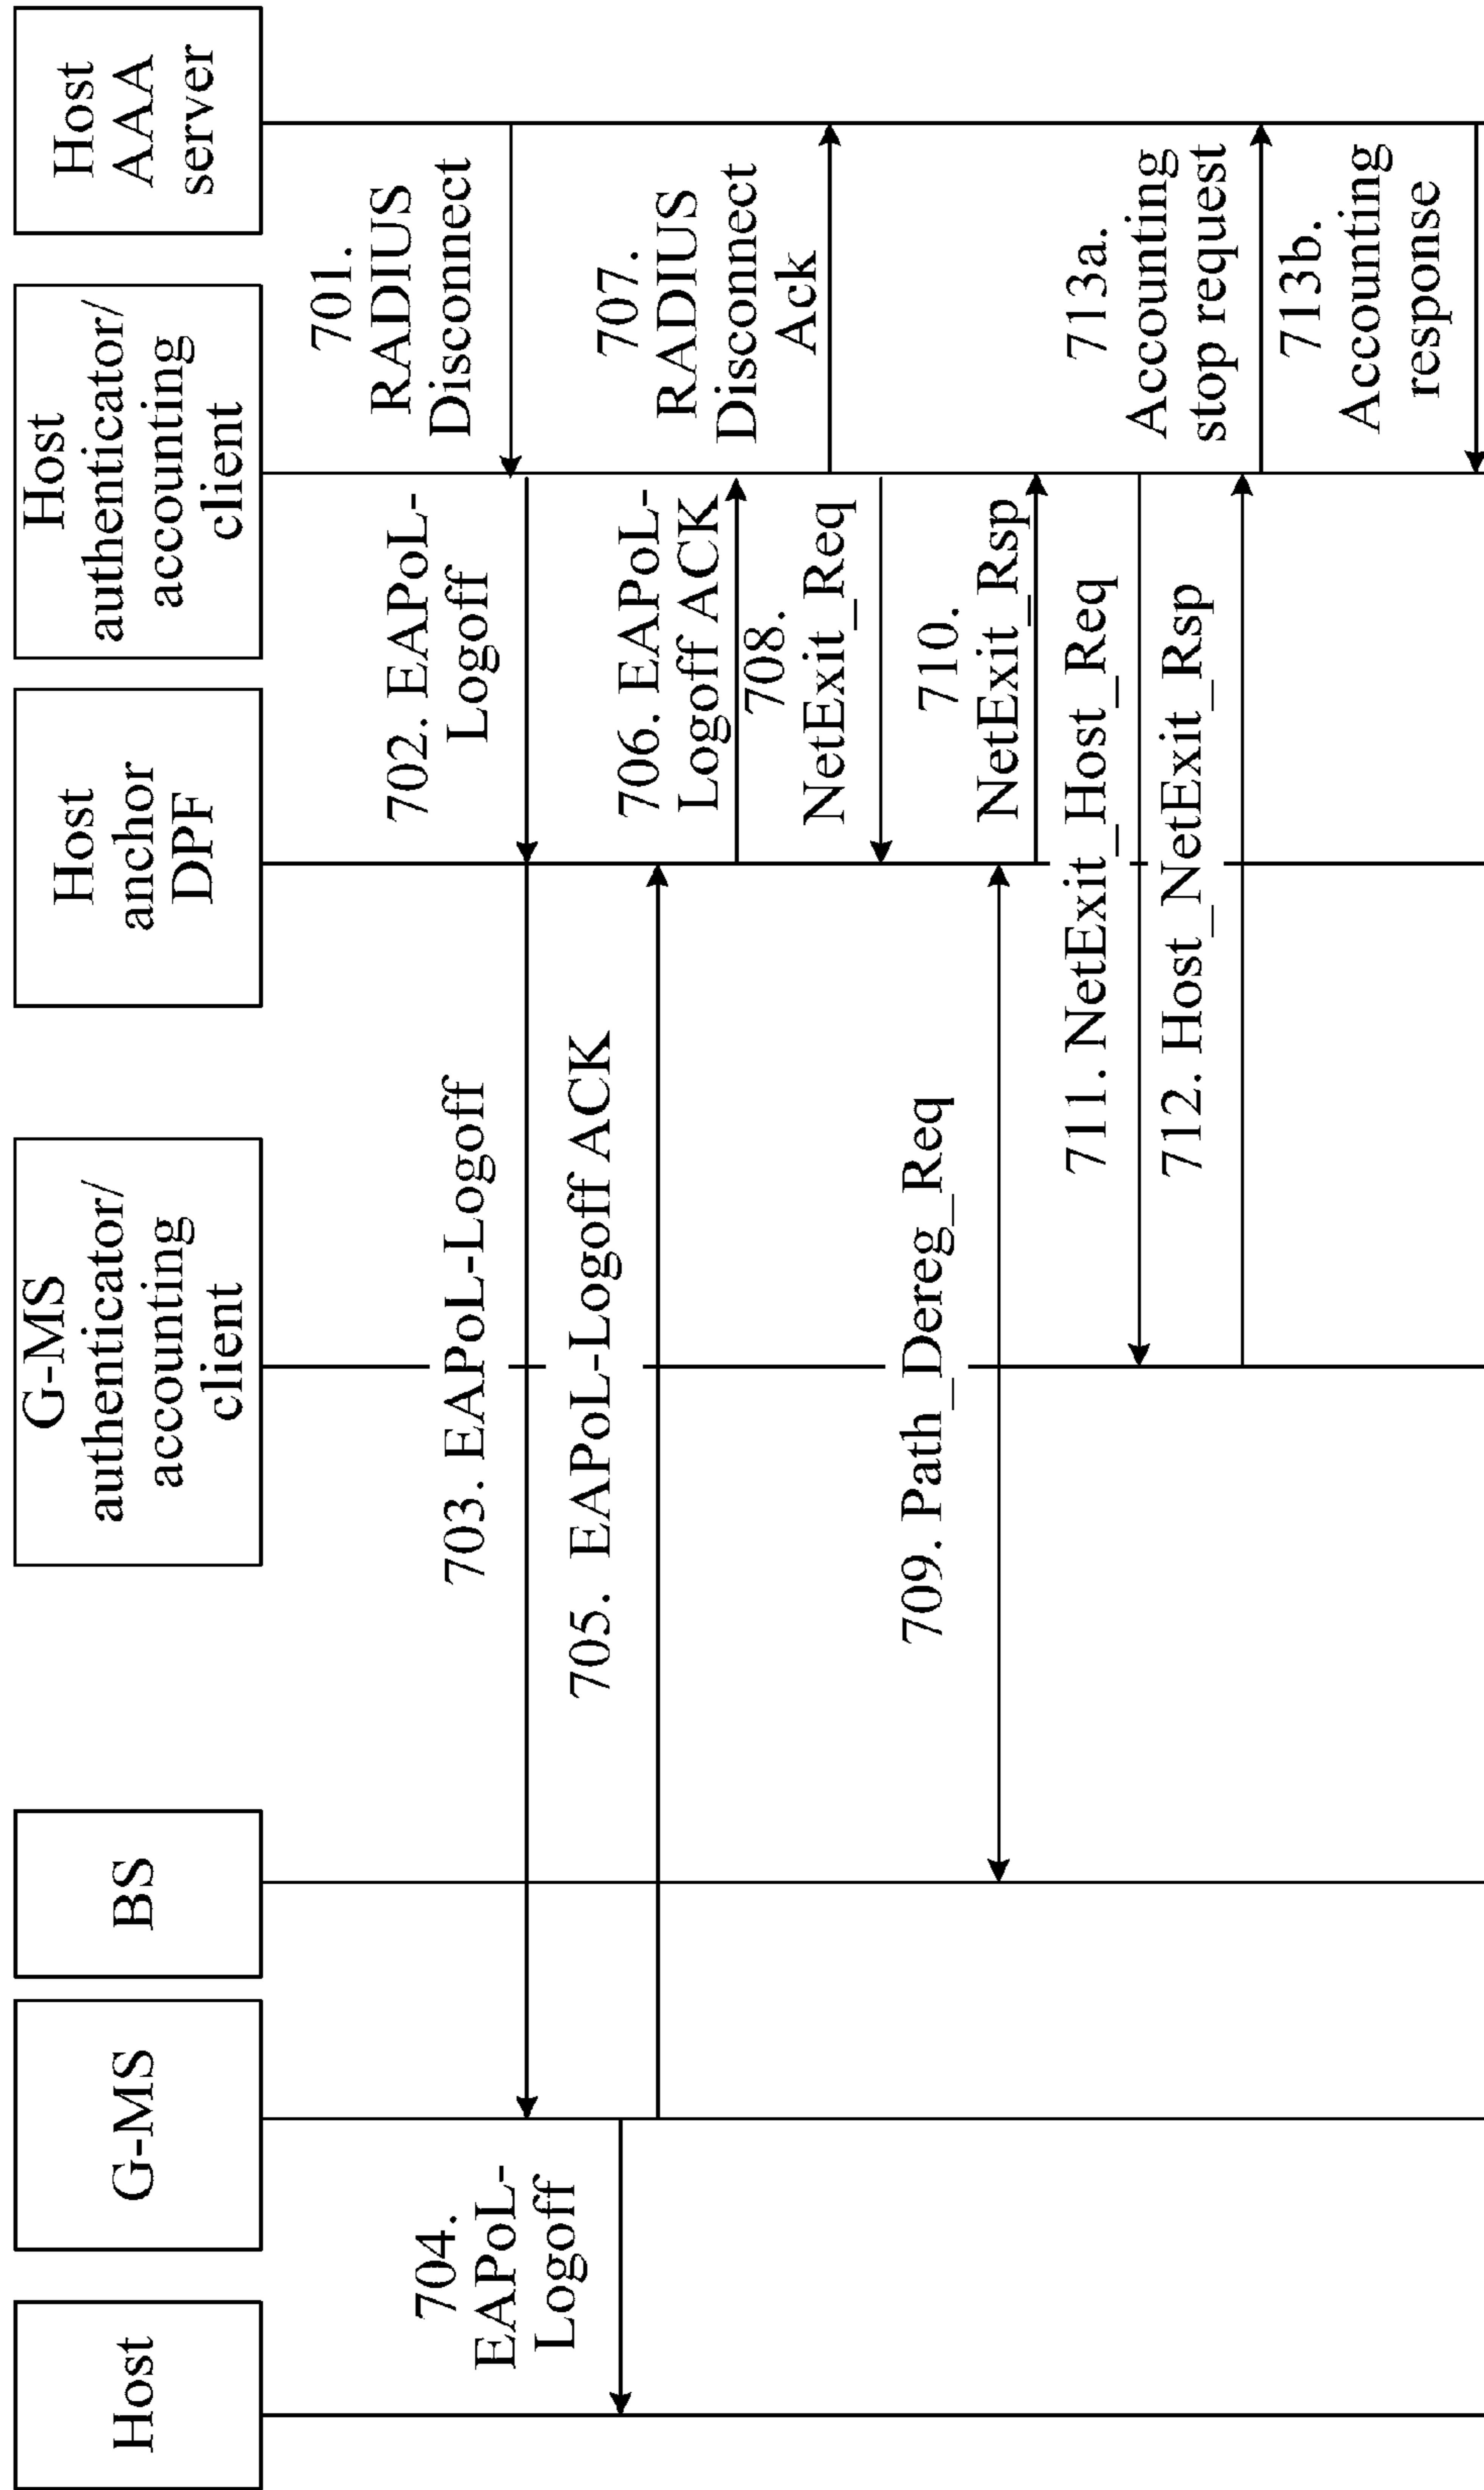 Host
G-MS
BS
G-MS
authenticator/
accounting
client
Host
anchor
DPF
Host
authenticator/
accounting
client
Host
AAA
server
701.
RADIUS
Disconnect
702. EAPoL-
Logoff
703. EAPoL-Logoff
704.
EAPoL-
Logoff
705. EAPoL-Logoff ACK
706. EAPoL-
Logoff ACK
707.
RADIUS
Disconnect
Ack
708.
NetExit_Req
709. Path_Dereg_Req
710.
NetExit_Rsp
711. NetExit_Host_Req
712. Host_NetExit_Rsp
713a.
Accounting
stop request
713b.
Accounting
response